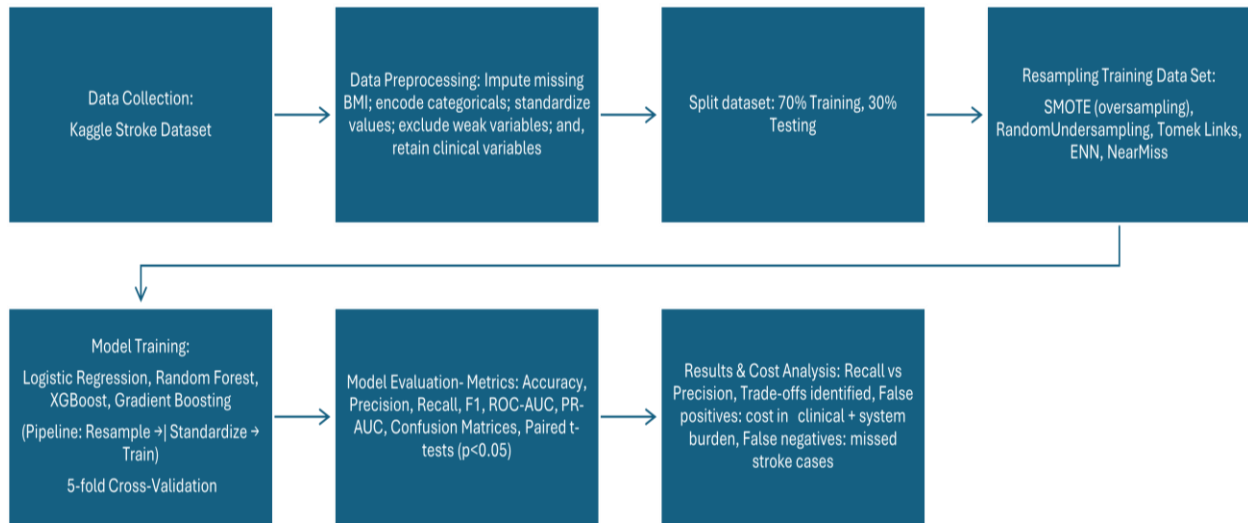 Data Collection:
Kaggle Stroke Dataset
Data Preprocessing: Impute missing
BMI; encode categoricals; standardize
values; exclude weak variables; and,
retain clinical variables
Split dataset: 70% Training, 30%
Testing
Resampling Training Data Set:
SMOTE (oversampling),
RandomUndersampling, Tomek Links,
ENN, NearMiss
Model Training:
Logistic Regression, Random Forest,
XGBoost, Gradient Boosting
(Pipeline: Resample →| Standardize →
Train)
5-fold Cross-Validation
Model Evaluation- Metrics: Accuracy,
Precision, Recall, F1, ROC-AUC, PR-
AUC, Confusion Matrices, Paired t-
tests (p<0.05)
Results & Cost Analysis: Recall vs
Precision, Trade-offs identified, False
positives: cost in clinical + system
burden, False negatives: missed
stroke cases